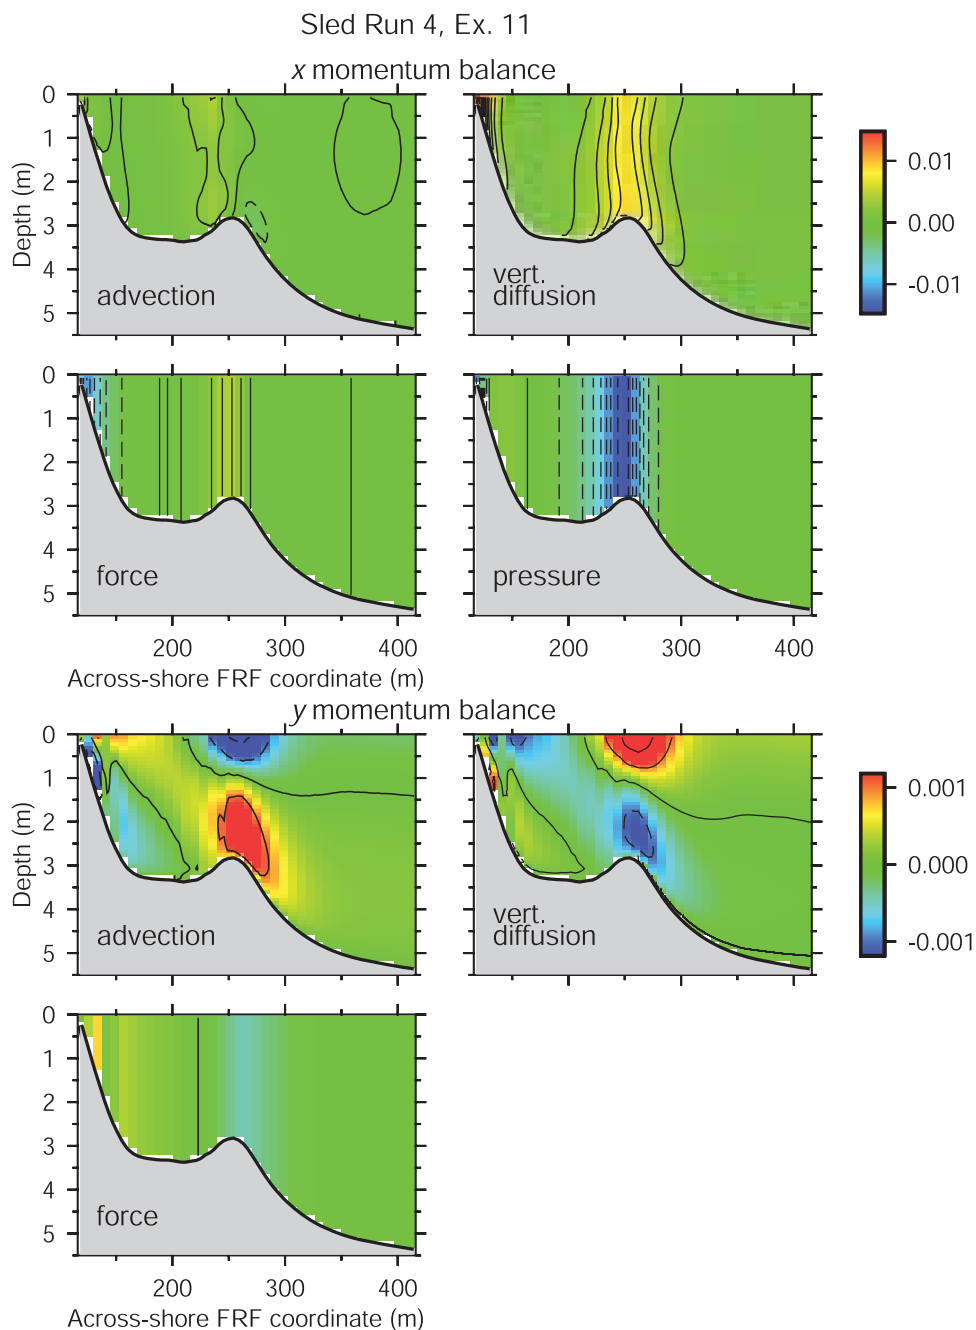 Sled Run 4, Ex. 11
x momentum balance
0
1
2
3
4
5
Depth (m)
advection
vert.
diffusion
0.01
0.00
-0.01
0
1
2
3
4
5
force
200
300
400
Across-shore FRF coordinate (m)
pressure
200
300
400
y momentum balance
0
1
2
3
4
5
Depth (m)
advection
vert.
diffusion
0.001
0.000
-0.001
0
1
2
3
4
5
force
200
300
400
Across-shore FRF coordinate (m)